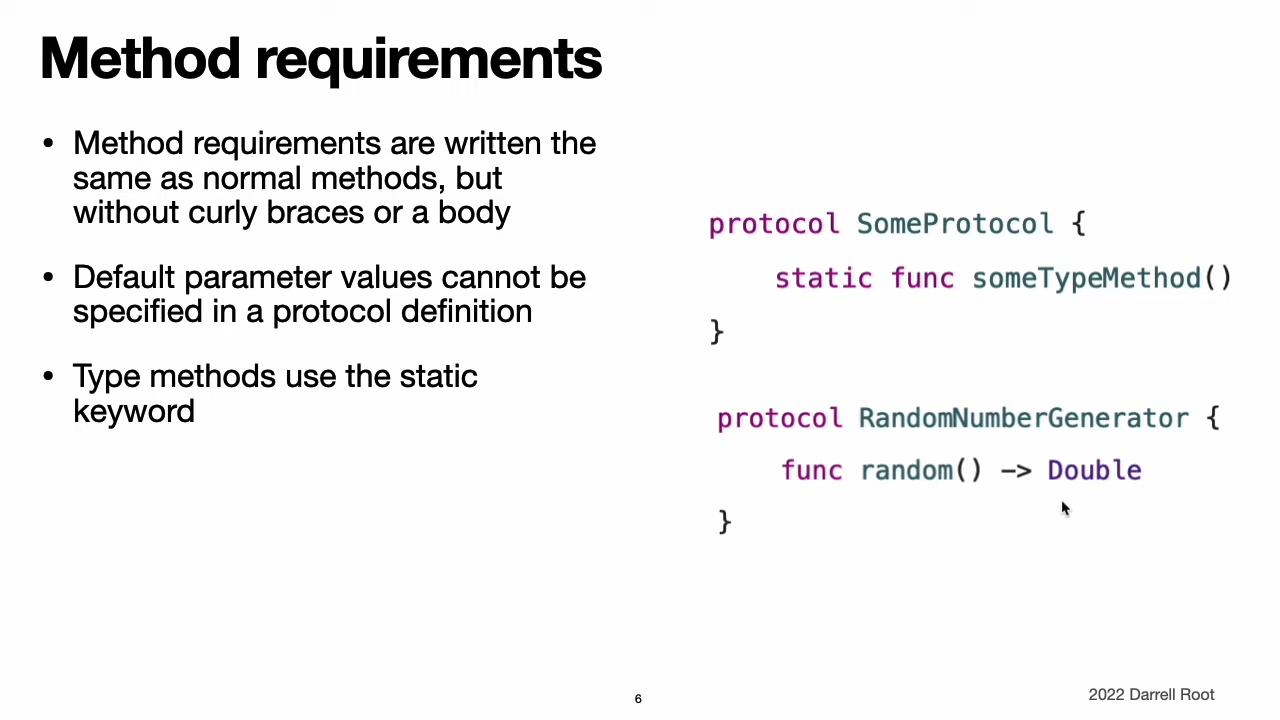 Method requirements
• Method requirements are written the
same as normal methods, but
without curly braces or a body
• Default parameter values cannot be
specified in a protocol definition
• Type methods use the static
keyword
protocol SomeProtocol {
    static func someTypeMethod()
}
protocol RandomNumberGenerator {
    func random() -> Double
}
6
2022 Darrell Root